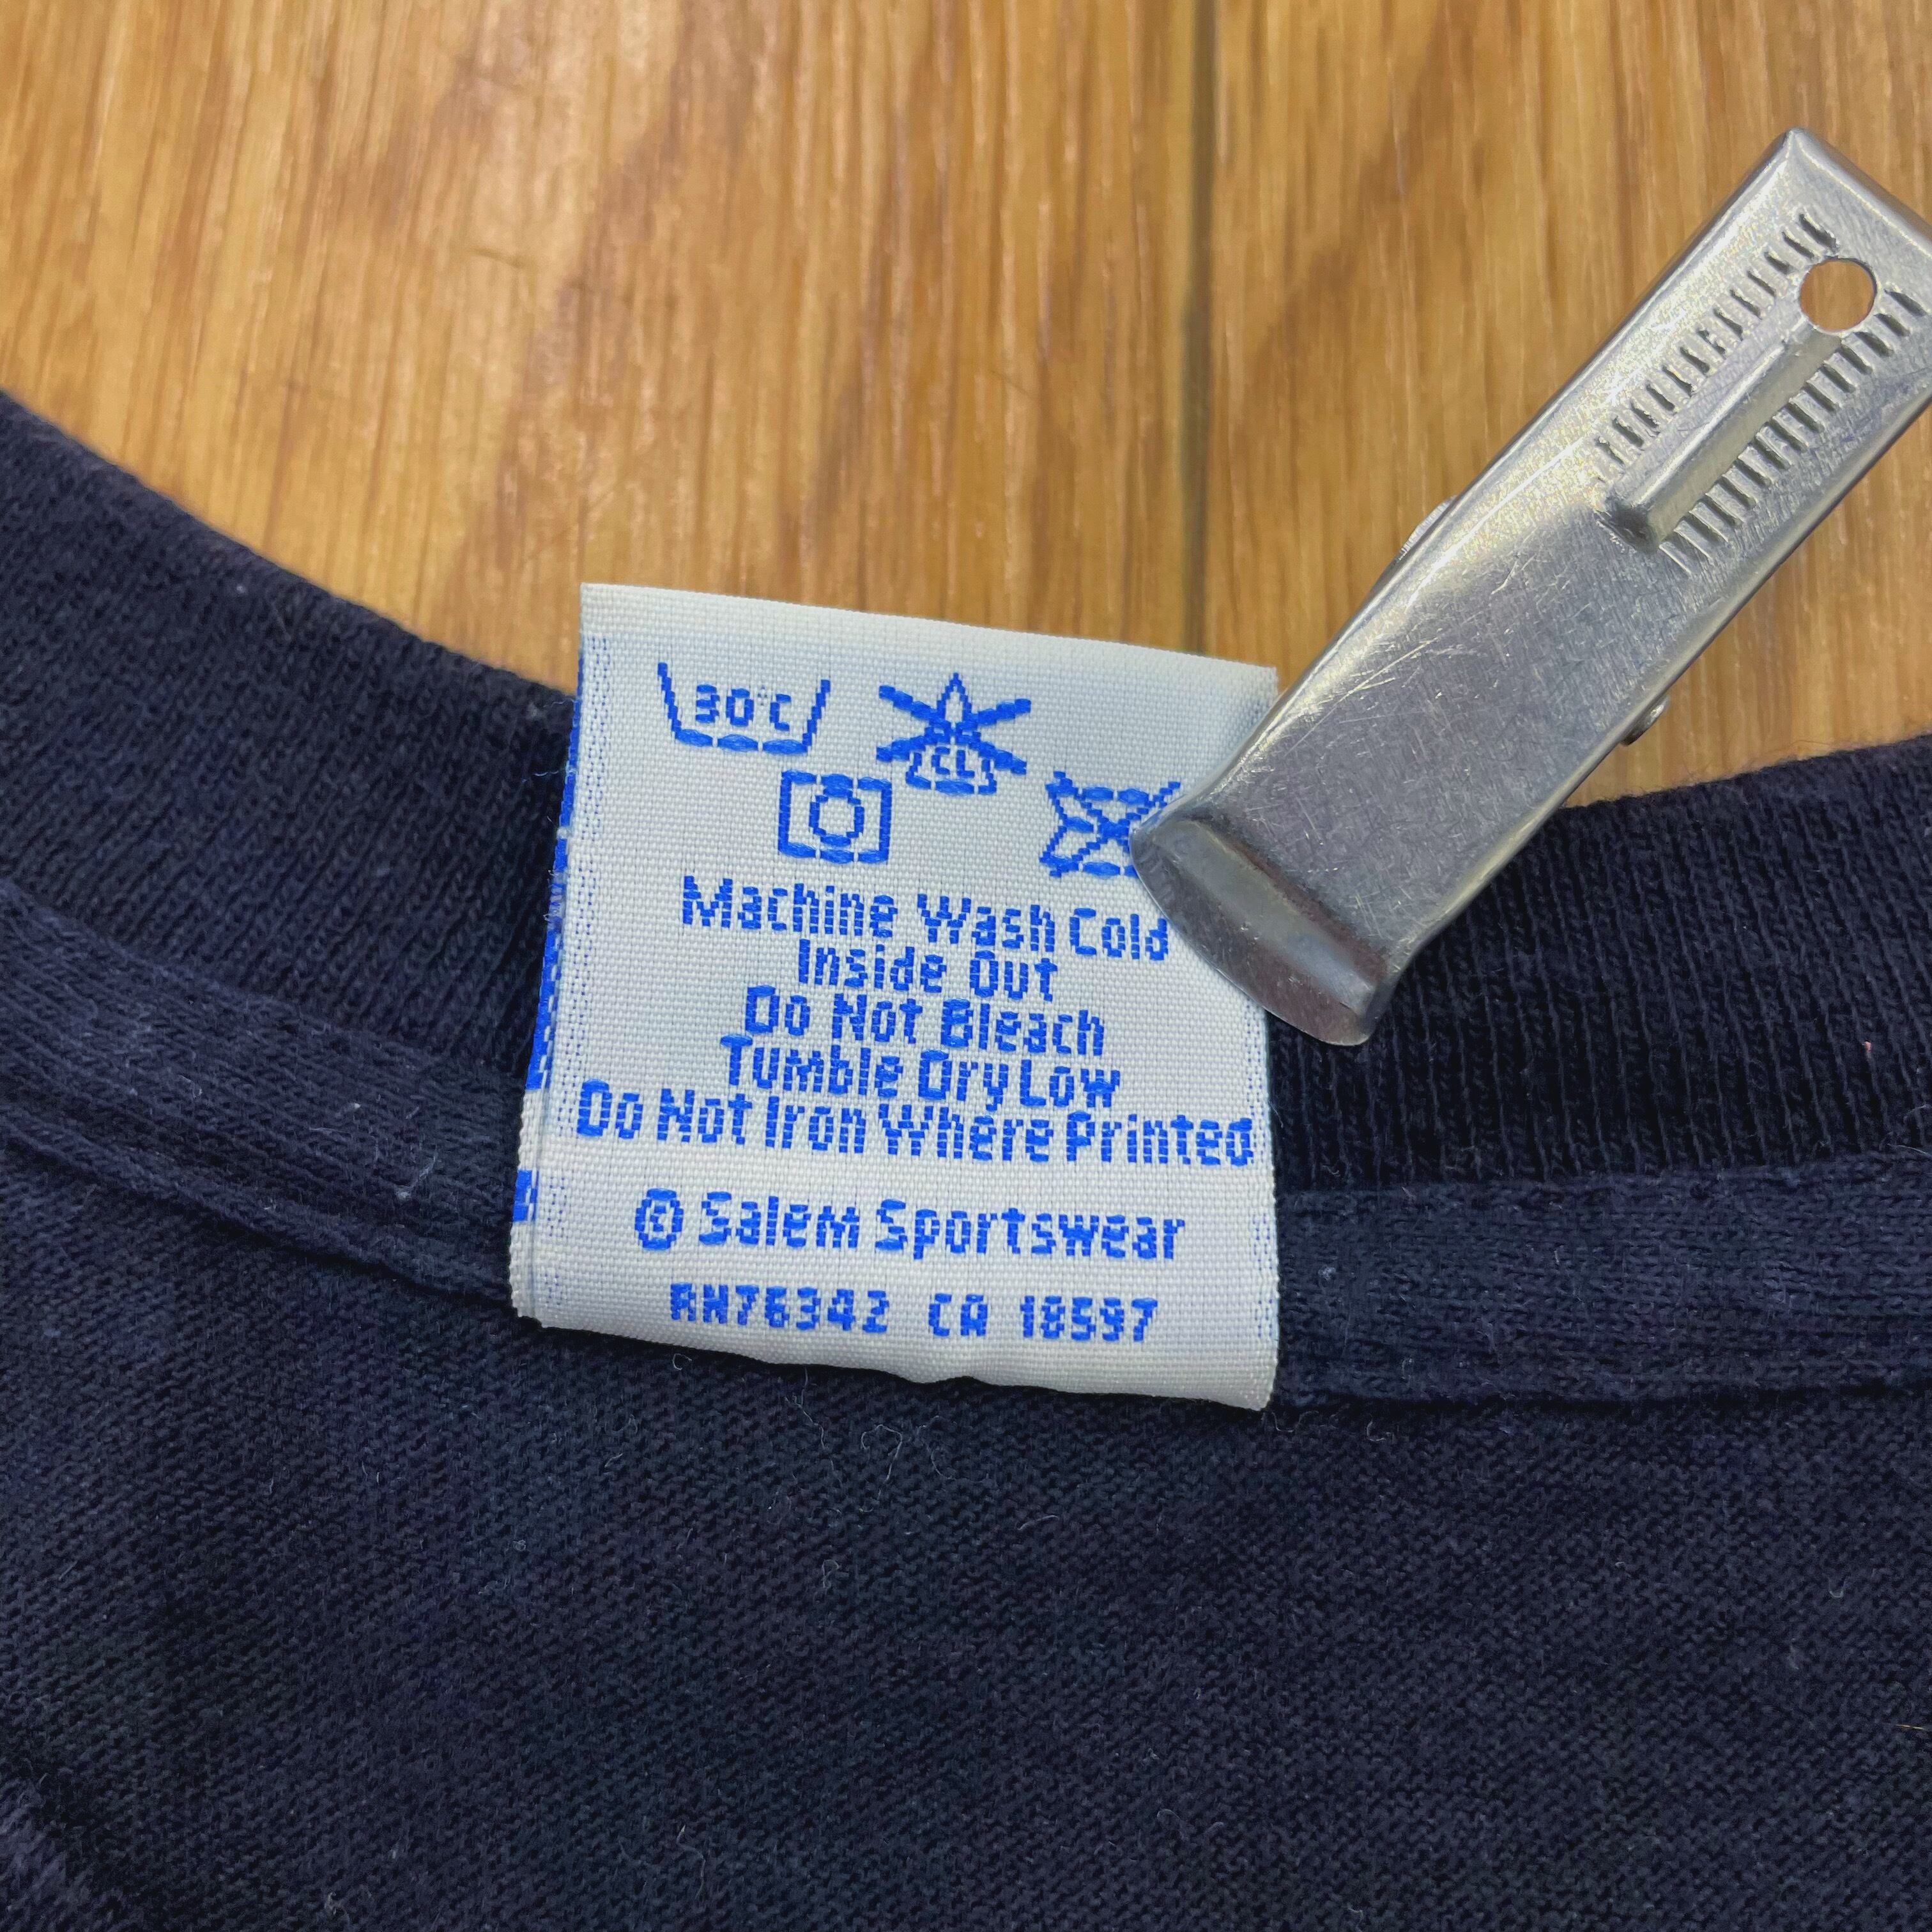 30°C
CL
Machine Wash Cold
Inside Out
Do Not Bleach
Tumble Dry Low
Do Not Iron Where Printed
© Salem Sportswear
RN76342 CA 18597